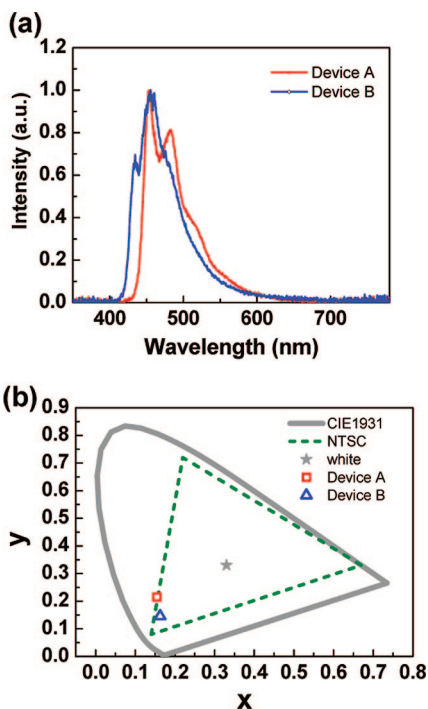 (a)
Device A
Device B
Intensity (a.u.)
1.0
0.8
0.6
0.4
0.2
0.0
400 500 600 700
Wavelength (nm)
(b)
CIE1931
NTSC
white
Device A
Device B
y
0.9
0.8
0.7
0.6
0.5
0.4
0.3
0.2
0.1
0.0
0.0 0.1 0.2 0.3 0.4 0.5 0.6 0.7 0.8
x